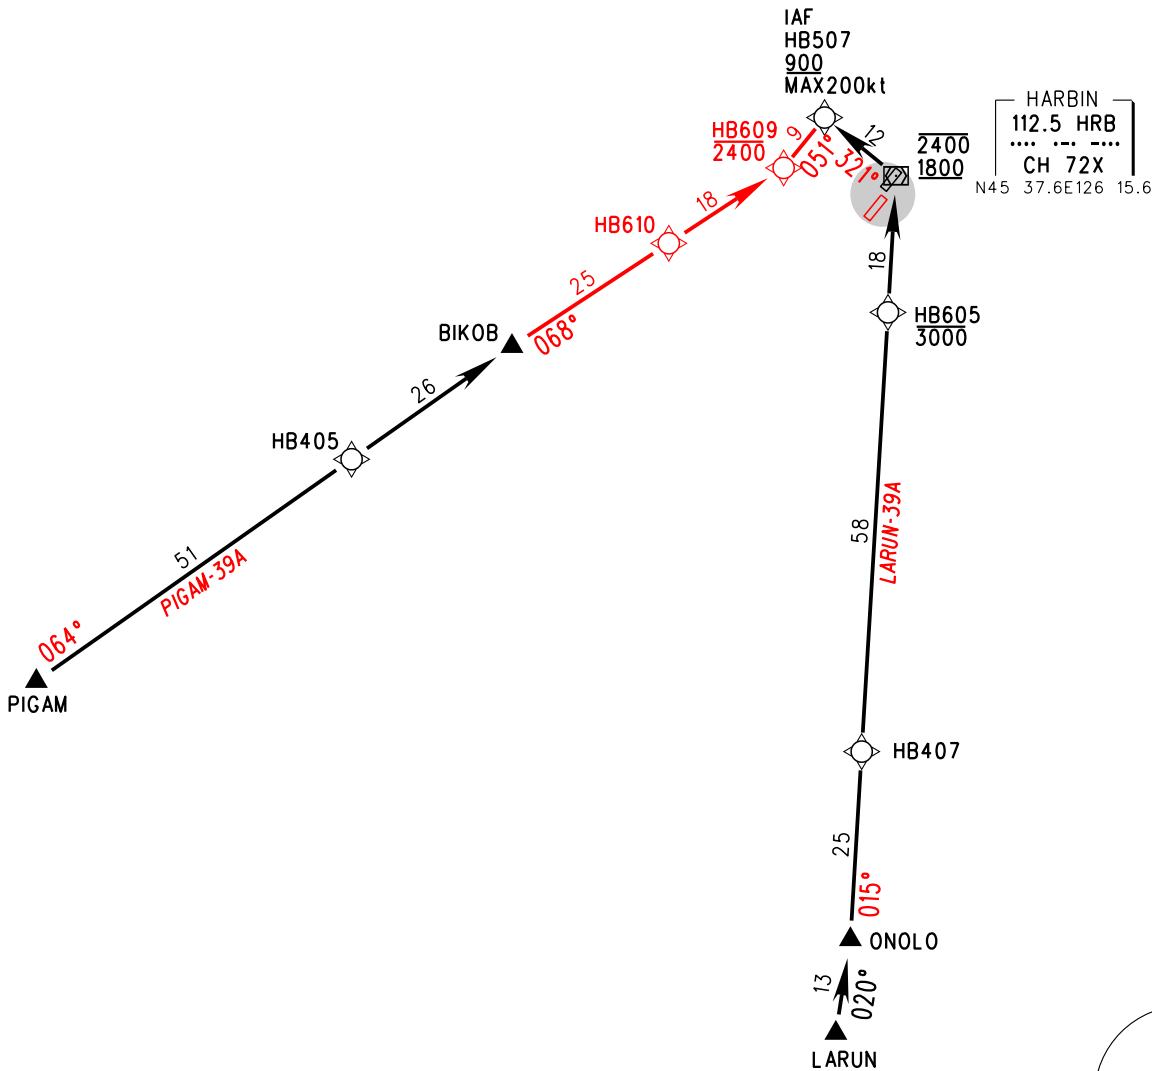 IAF
HB507
900
MAX200kt
HARBIN
112.5 HRB
.... .-. -...
CH 72X
N45 37.6E126 15.6
2400
1800
HB609
2400
9
051°
12
321°
18
HB610
25
068°
BIKOB
18
HB605
3000
26
HB405
51
PIGAM-39A
064°
PIGAM
58
LARUN-39A
HB407
25
015°
ONOLO
13
020°
LARUN